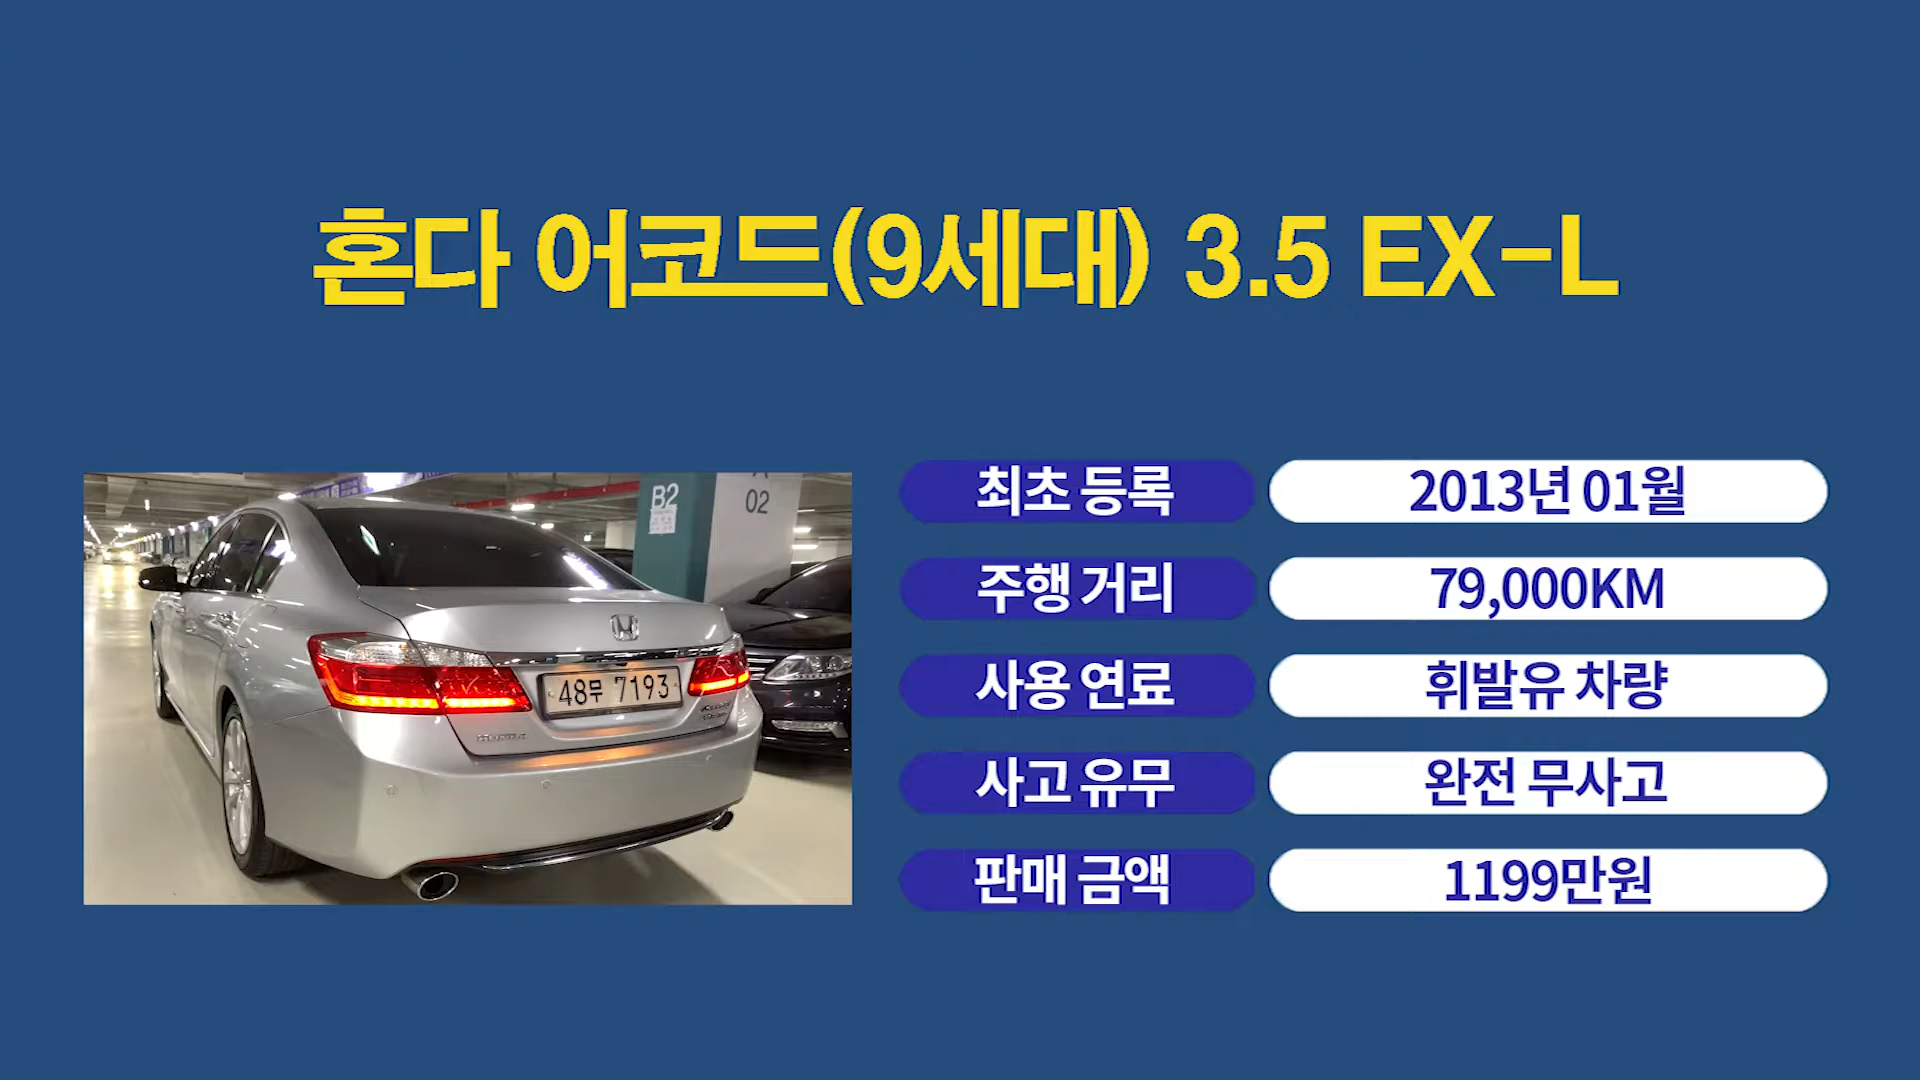 혼다 어코드(9세대) 3.5 EX-L
최초 등록 2013년 01월
주행 거리 79,000KM
사용 연료 휘발유 차량
사고 유무 완전 무사고
판매 금액 1199만원
B2
02
48무 7193